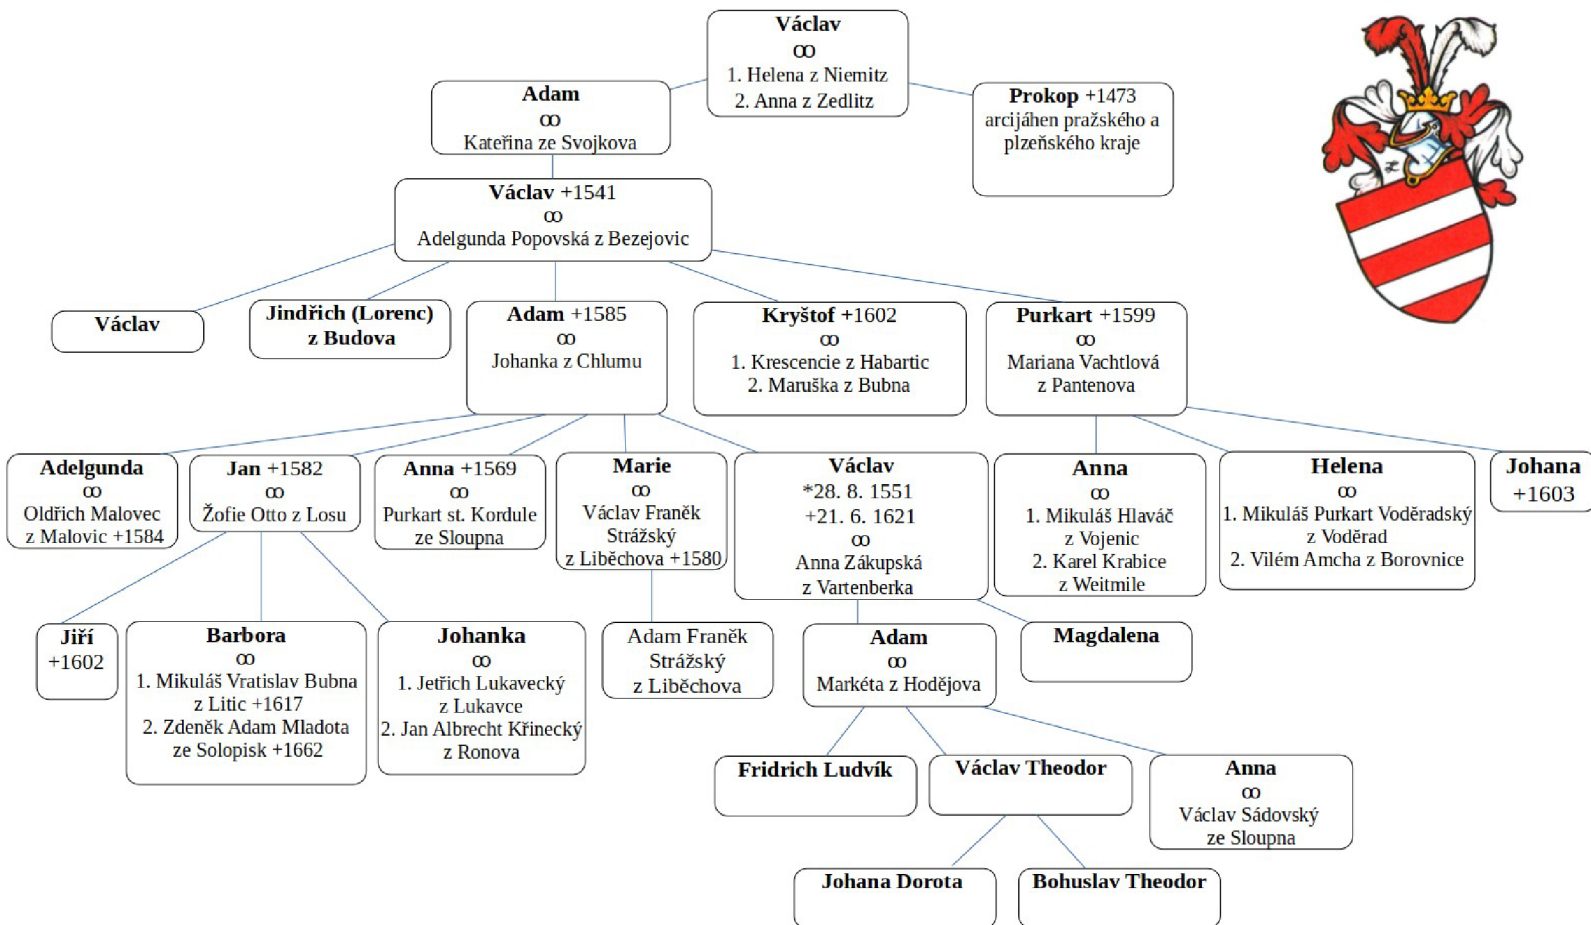 Václav
ꝏ
1. Helena z Niemitz
2. Anna z Zedlitz
Adam
ꝏ
Kateřina ze Svojkova
Prokop +1473
arcijáhen pražského a
plzeňského kraje
Václav +1541
ꝏ
Adelgunda Popovská z Bezejovic
Václav
Jindřich (Lorenc)
z Budova
Adam +1585
ꝏ
Johanka z Chlumu
Kryštof +1602
ꝏ
1. Krescencie z Habartic
2. Maruška z Bubna
Purkart +1599
ꝏ
Mariana Vachtlová
z Pantenova
Adelgunda
ꝏ
Oldřich Malovec
z Malovic +1584
Jan +1582
ꝏ
Žofie Otto z Losu
Anna +1569
ꝏ
Purkart st. Kordule
ze Sloupna
Marie
ꝏ
Václav Franěk
Strážský
z Liběchova +1580
Václav
*28. 8. 1551
+21. 6. 1621
ꝏ
Anna Zákupská
z Vartenberka
Anna
ꝏ
1. Mikuláš Hlaváč
z Vojenic
2. Karel Krabice
z Weitmile
Helena
ꝏ
1. Mikuláš Purkart Voděradský
z Voděrad
2. Vilém Amcha z Borovnice
Johana
+1603
Jiří
+1602
Barbora
ꝏ
1. Mikuláš Vratislav Bubna
z Litic +1617
2. Zdeněk Adam Mladota
ze Solopisk +1662
Johanka
ꝏ
1. Jetřich Lukavecký
z Lukavce
2. Jan Albrecht Křinecký
z Ronova
Adam Franěk
Strážský
z Liběchova
Adam
ꝏ
Markéta z Hodějova
Magdalena
Fridrich Ludvík
Václav Theodor
Anna
ꝏ
Václav Sádovský
ze Sloupna
Johana Dorota
Bohuslav Theodor